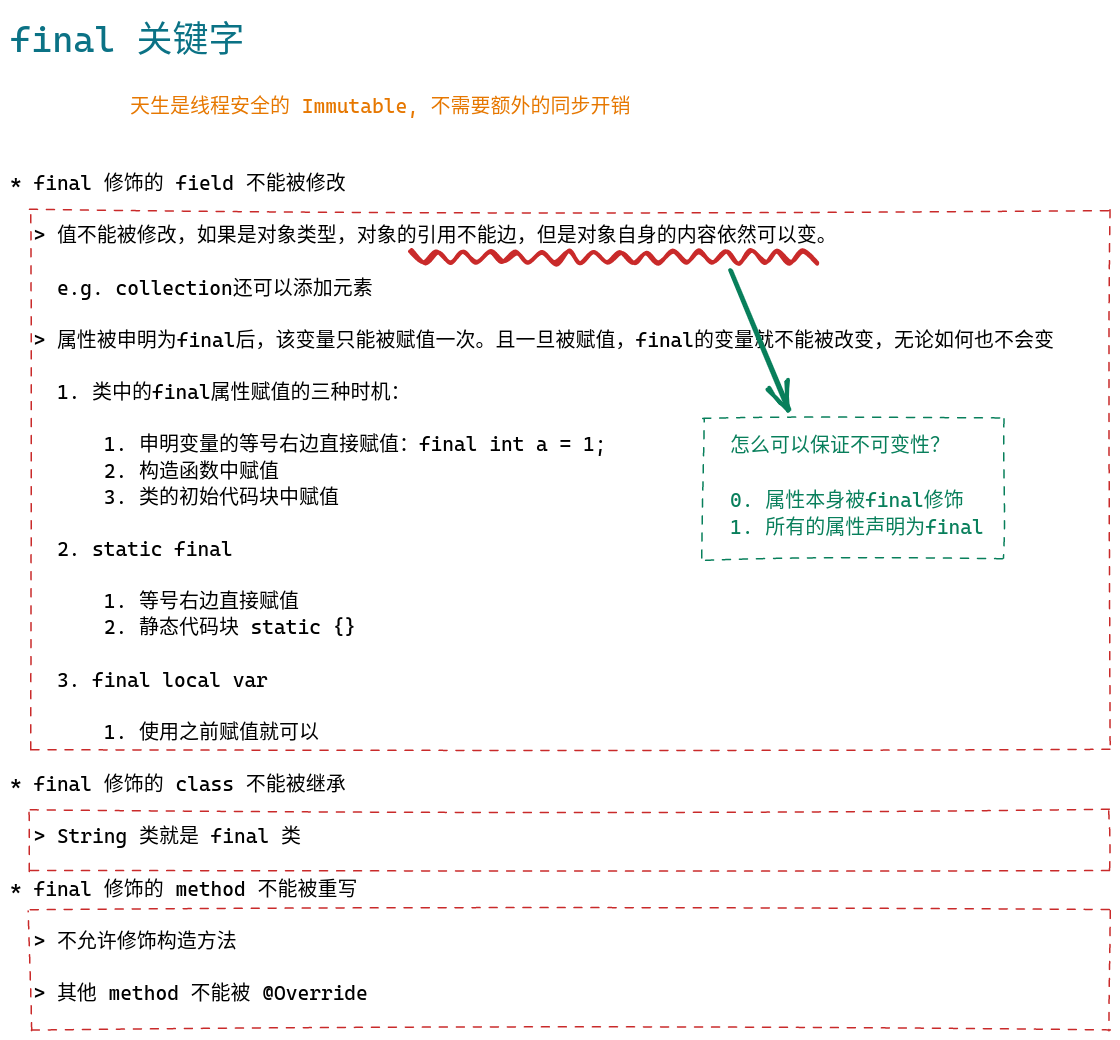 final 关键字
天生是线程安全的 Immutable, 不需要额外的同步开销
* final 修饰的 field 不能被修改
> 值不能被修改，如果是对象类型，对象的引用不能边，但是对象自身的内容依然可以变。
e.g. collection还可以添加元素
> 属性被申明为final后，该变量只能被赋值一次。且一旦被赋值，final的变量就不能被改变，无论如何也不会变
1. 类中的final属性赋值的三种时机：
1. 申明变量的等号右边直接赋值：final int a = 1;
2. 构造函数中赋值
3. 类的初始代码块中赋值
怎么可以保证不可变性？
0. 属性本身被final修饰
1. 所有的属性声明为final
2. static final
1. 等号右边直接赋值
2. 静态代码块 static {}
3. final local var
1. 使用之前赋值就可以
* final 修饰的 class 不能被继承
> String 类就是 final 类
* final 修饰的 method 不能被重写
> 不允许修饰构造方法
> 其他 method 不能被 @Override